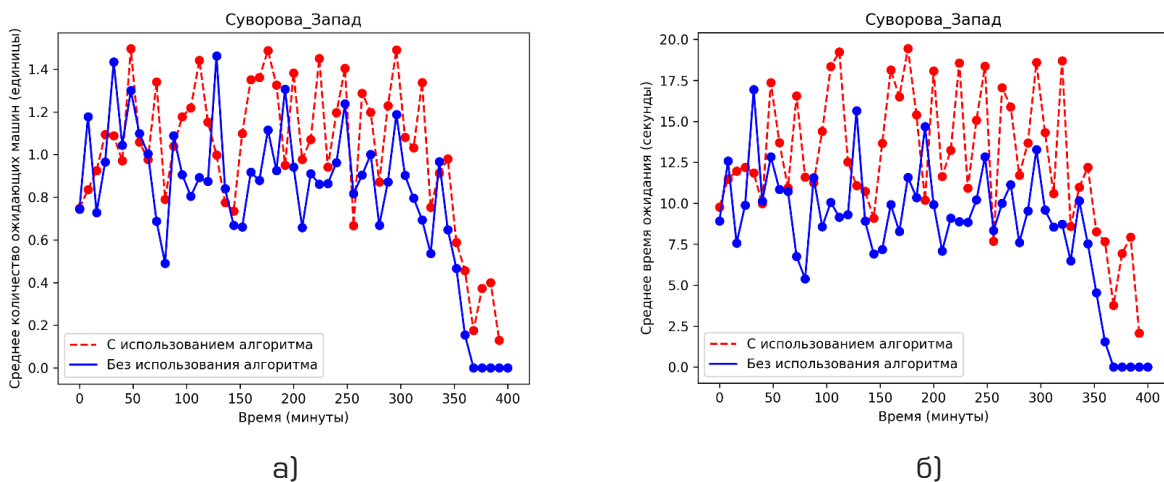 Суворова_Запад
Среднее количество ожидающих машин (единицы)
1.4
1.2
1.0
0.8
0.6
0.4
0.2
0.0
С использованием алгоритма
Без использования алгоритма
0 50 100 150 200 250 300 350 400
Время (минуты)
а)
Суворова_Запад
Среднее время ожидания (секунды)
20.0
17.5
15.0
12.5
10.0
7.5
5.0
2.5
0.0
С использованием алгоритма
Без использования алгоритма
0 50 100 150 200 250 300 350 400
Время (минуты)
б)